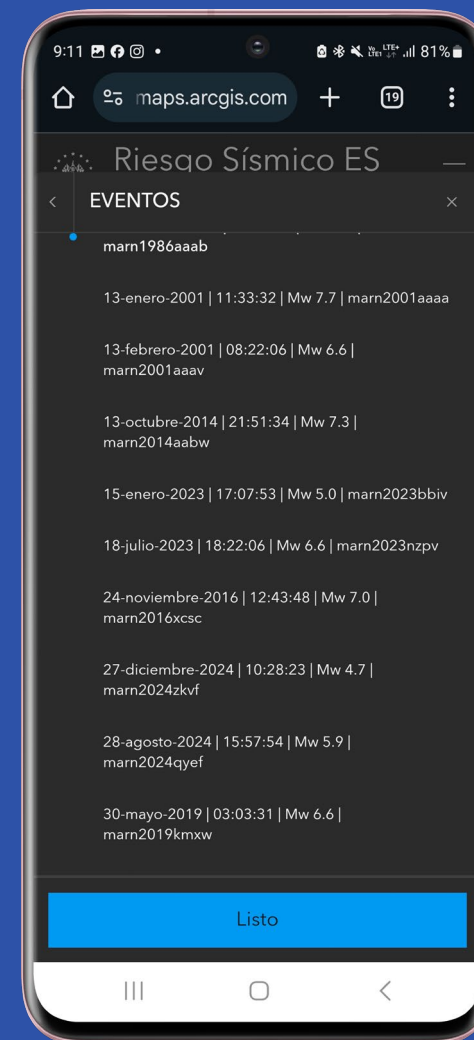 9:11
81%
maps.arcgis.com
19
Riesgo Sísmico ES
EVENTOS
marn1986aaab
13-enero-2001 | 11:33:32 | Mw 7.7 | marn2001aaaa
13-febrero-2001 | 08:22:06 | Mw 6.6 |
marn2001aaav
13-octubre-2014 | 21:51:34 | Mw 7.3 |
marn2014aabw
15-enero-2023 | 17:07:53 | Mw 5.0 | marn2023bbiv
18-julio-2023 | 18:22:06 | Mw 6.6 | marn2023nzpv
24-noviembre-2016 | 12:43:48 | Mw 7.0 |
marn2016xcsc
27-diciembre-2024 | 10:28:23 | Mw 4.7 |
marn2024zkvf
28-agosto-2024 | 15:57:54 | Mw 5.9 |
marn2024qyef
30-mayo-2019 | 03:03:31 | Mw 6.6 |
marn2019kmxw
Listo